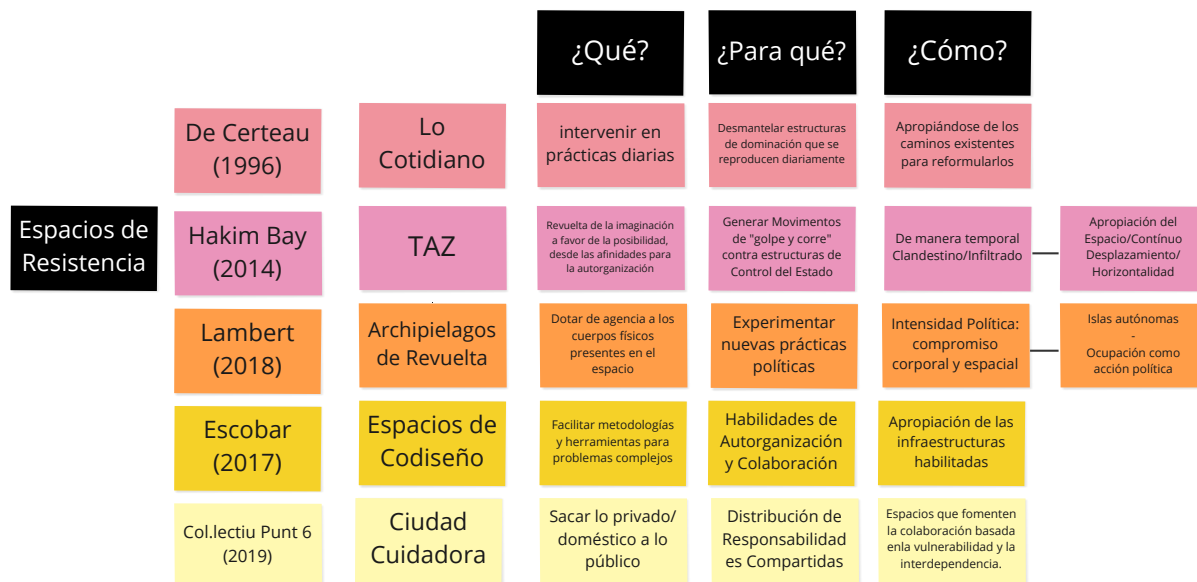 ¿Qué?
¿Para qué?
¿Cómo?
De Certeau
(1996)
Lo
Cotidiano
intervenir en
prácticas diarias
Desmantelar estructuras
de dominación que se
reproducen diariamente
Apropiándose de los
caminos existentes
para reformularlos
Espacios de
Resistencia
Hakim Bay
(2014)
TAZ
Revuelta de la imaginación
a favor de la posibilidad,
desde las afinidades para
la autorganización
Generar Movimientos
de "golpe y corre"
contra estructuras de
Control del Estado
De manera temporal
Clandestino/Infiltrado
Apropiación del
Espacio/Contínuo
Desplazamiento/
Horizontalidad
Lambert
(2018)
Archipielagos
de Revuelta
Dotar de agencia a los
cuerpos físicos
presentes en el
espacio
Experimentar
nuevas prácticas
políticas
Intensidad Política:
compromiso
corporal y espacial
Islas autónomas
-
Ocupación como
acción política
Escobar
(2017)
Espacios de
Codiseño
Facilitar metodologías
y herramientas para
problemas complejos
Habilidades de
Autorganización
y Colaboración
Apropiación de las
infraestructuras
habilitadas
Col.lectiu Punt 6
(2019)
Ciudad
Cuidadora
Sacar lo privado/
doméstico a lo
público
Distribución de
Responsabilidad
es Compartidas
Espacios que fomenten
la colaboración basada
enla vulnerabilidad y la
interdependencia.